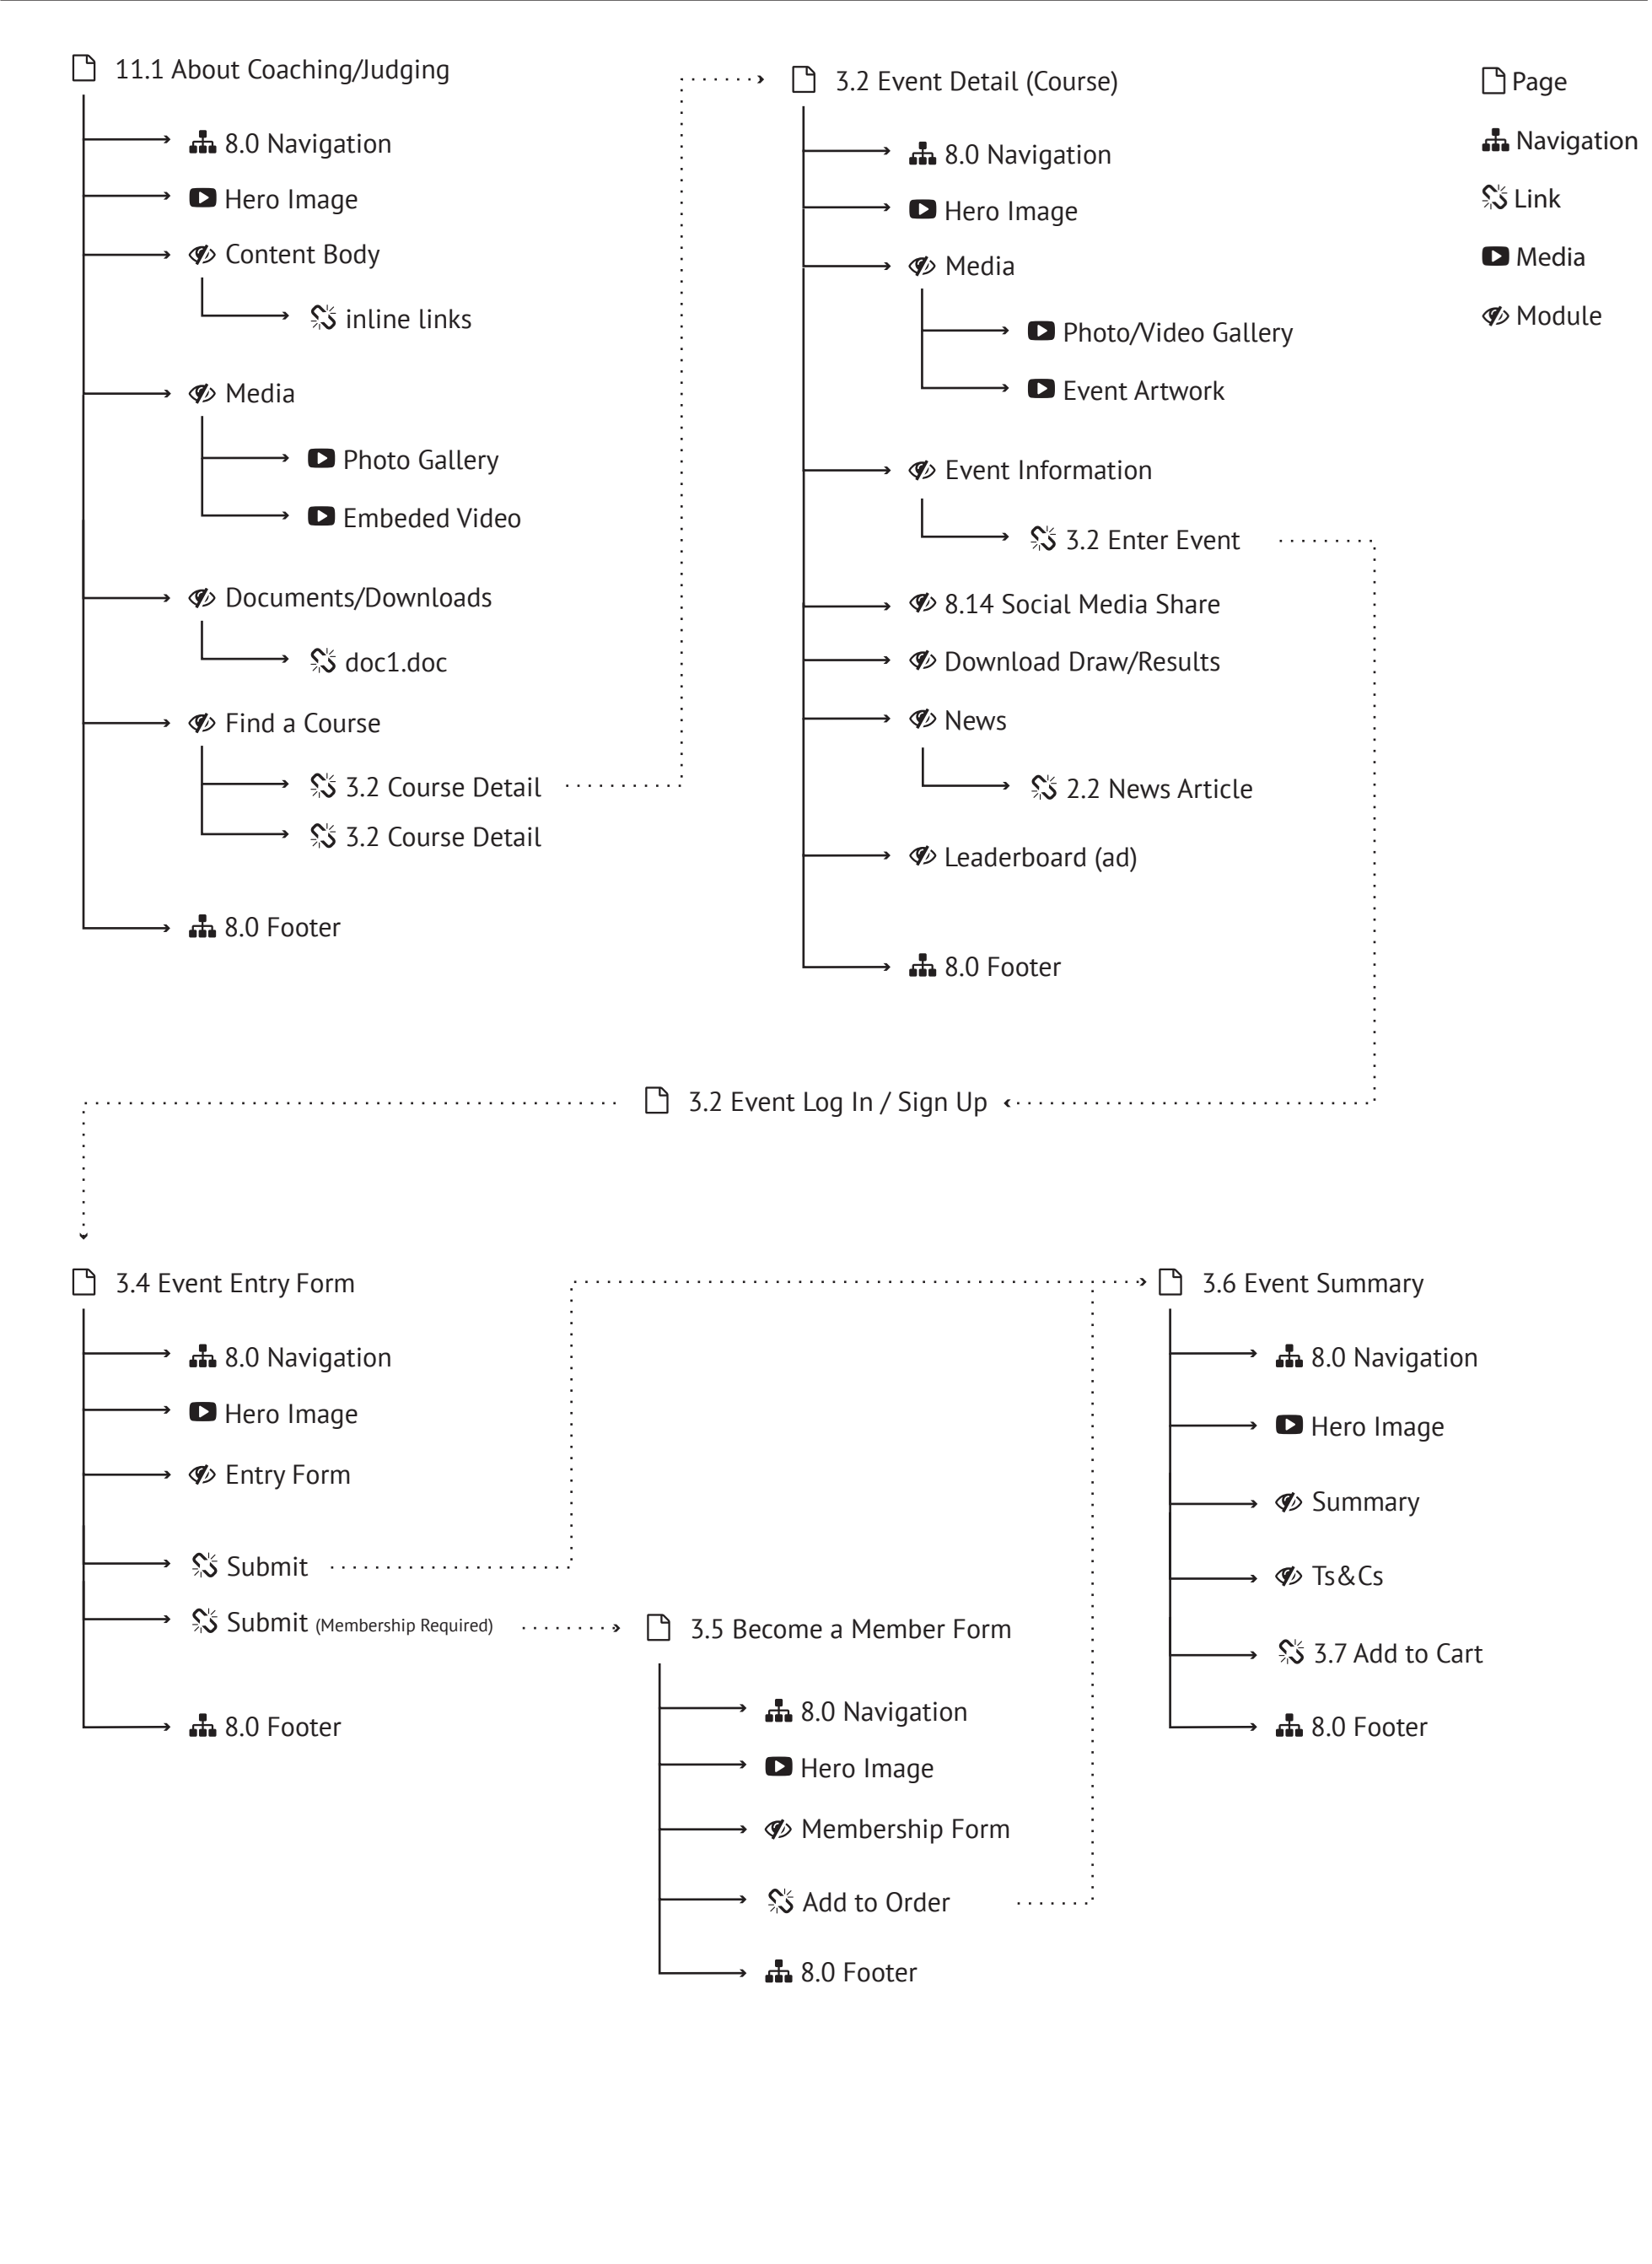 11.1 About Coaching/Judging
8.0 Navigation
Hero Image
Content Body
inline links
Media
Photo Gallery
Embeded Video
Documents/Downloads
doc1.doc
Find a Course
3.2 Course Detail
3.2 Course Detail
8.0 Footer
3.2 Event Detail (Course)
8.0 Navigation
Hero Image
Media
Photo/Video Gallery
Event Artwork
Event Information
3.2 Enter Event
8.14 Social Media Share
Download Draw/Results
News
2.2 News Article
Leaderboard (ad)
8.0 Footer
Page
Navigation
Link
Media
Module
3.2 Event Log In / Sign Up
3.4 Event Entry Form
8.0 Navigation
Hero Image
Entry Form
Submit
Submit (Membership Required)
8.0 Footer
3.5 Become a Member Form
8.0 Navigation
Hero Image
Membership Form
Add to Order
8.0 Footer
3.6 Event Summary
8.0 Navigation
Hero Image
Summary
Ts&Cs
3.7 Add to Cart
8.0 Footer